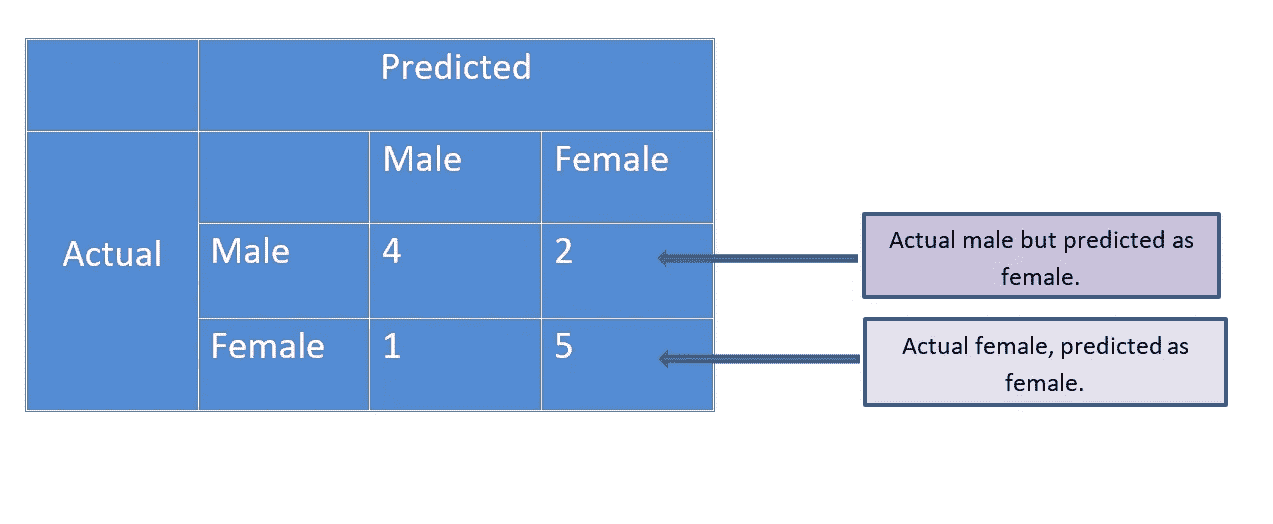 Predicted
Male Female
Actual
Male 4 2
Female 1 5
Actual male but predicted as
female.
Actual female, predicted as
female.